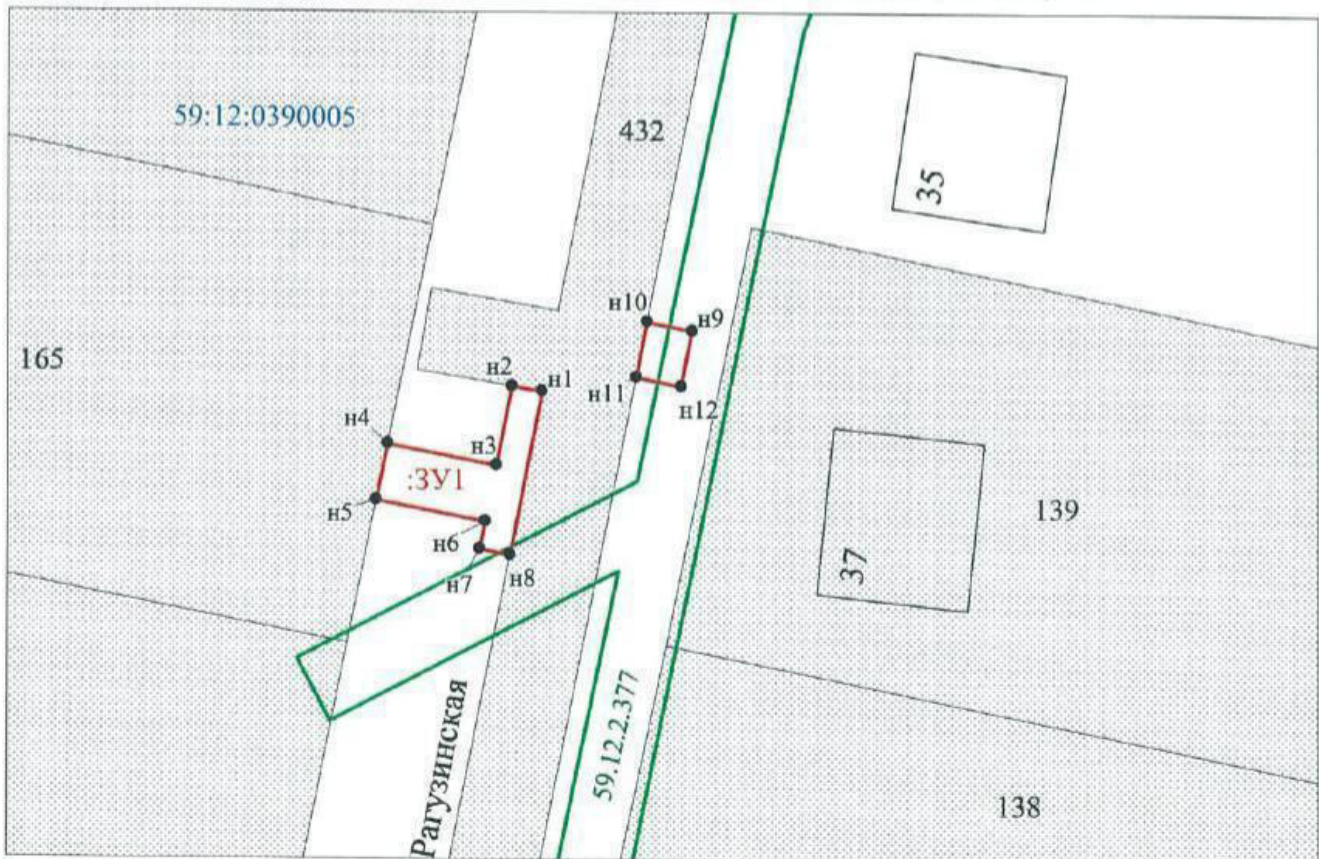 59:12:0390005
432
35
н10
н9
165
н2
н1
н11
н12
н4
н3
:ЗУ1
н5
139
н6
37
н7
н8
Рагузинская
59.12.2.377
138